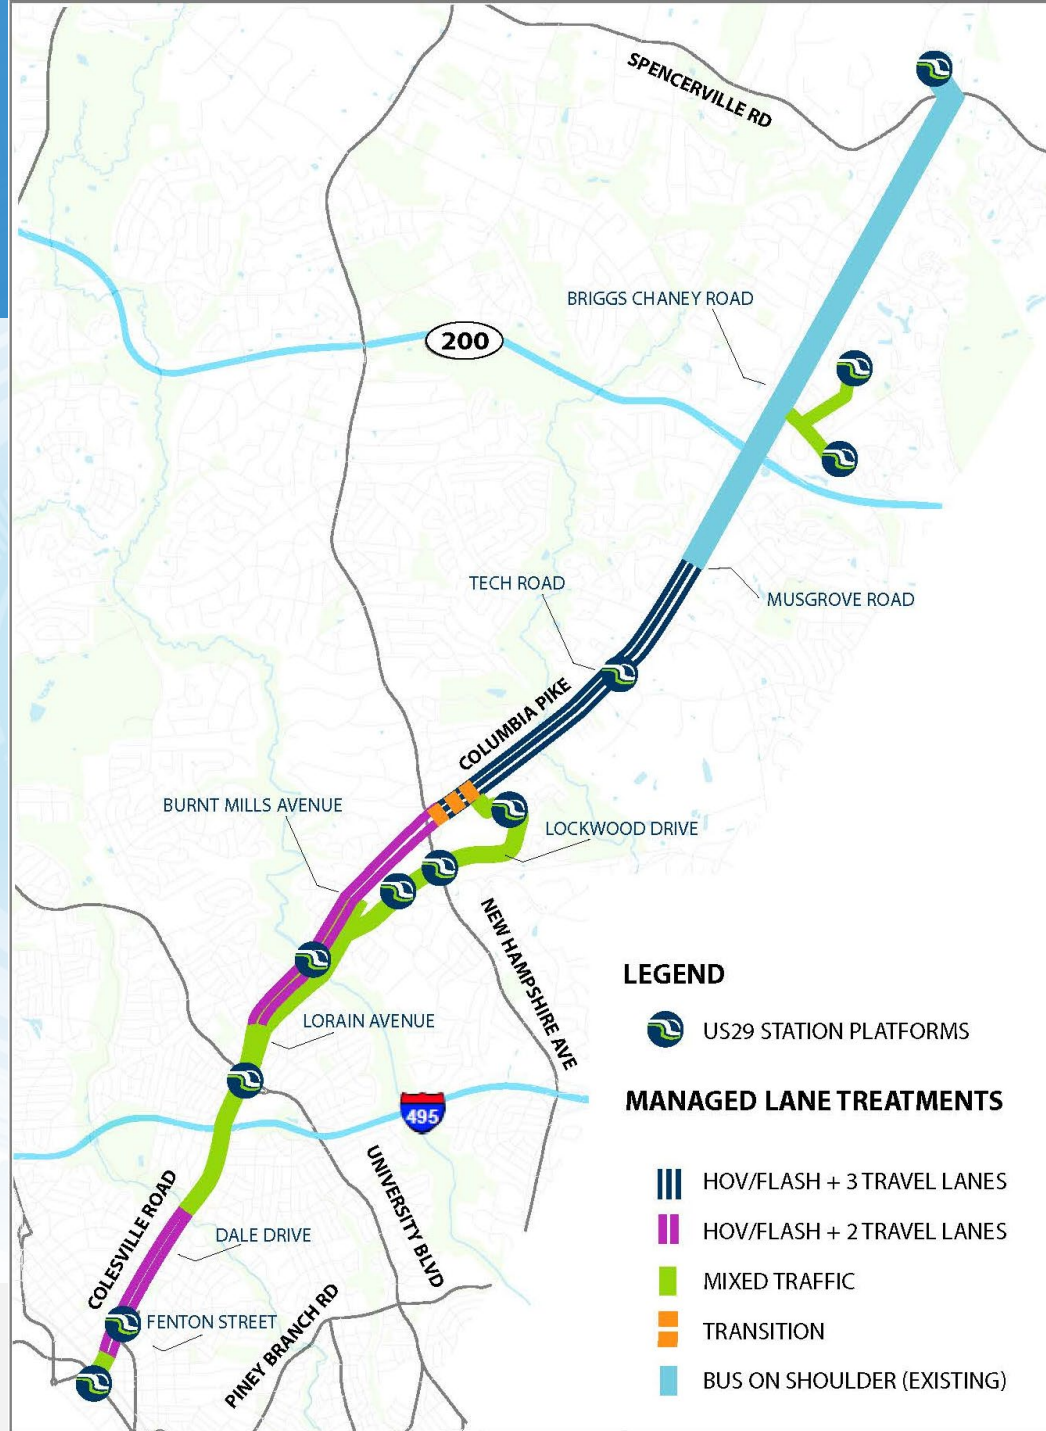 SPENCERVILLE RD
BRIGGS CHANEY ROAD
200
TECH ROAD
MUSGROVE ROAD
COLUMBIA PIKE
BURNT MILLS AVENUE
LOCKWOOD DRIVE
NEW HAMPSHIRE AVE
LORAIN AVENUE
495
UNIVERSITY BLVD
COLESVILLE ROAD
DALE DRIVE
FENTON STREET
PINEY BRANCH RD
LEGEND
US29 STATION PLATFORMS
MANAGED LANE TREATMENTS
HOV/FLASH + 3 TRAVEL LANES
HOV/FLASH + 2 TRAVEL LANES
MIXED TRAFFIC
TRANSITION
BUS ON SHOULDER (EXISTING)